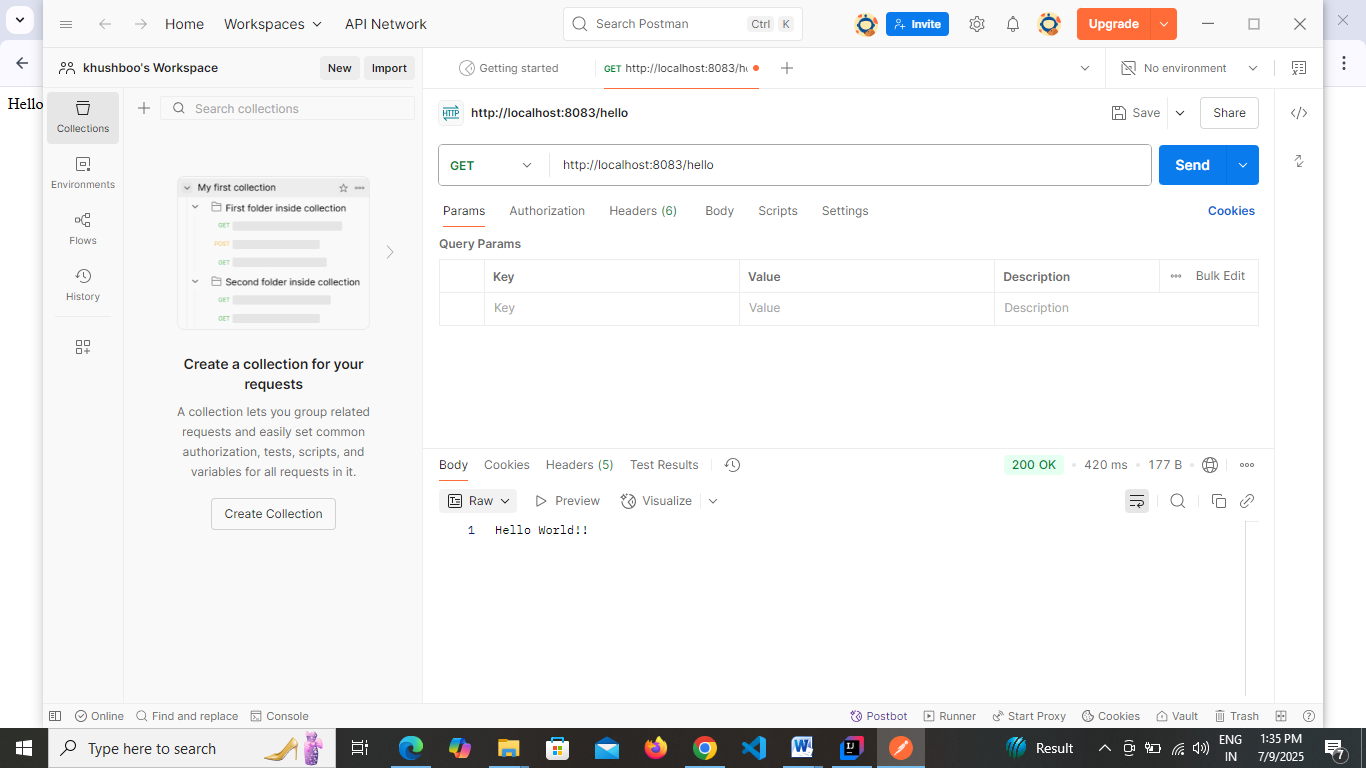 Home Workspaces API Network Search Postman Ctrl K Invite Upgrade
khushboo's Workspace New Import Getting started GET http://localhost:8083/h No environment
Hello
Collections
Search collections
HTTP http://localhost:8083/hello Save Share
GET http://localhost:8083/hello Send
Environments
Flows
History
My first collection
First folder inside collection
GET
POST
GET
Second folder inside collection
GET
GET
Create a collection for your
requests
A collection lets you group related
requests and easily set common
authorization, tests, scripts, and
variables for all requests in it.
Create Collection
Params Authorization Headers (6) Body Scripts Settings Cookies
Query Params
Key Value Description Bulk Edit
Key Value Description
Body Cookies Headers (5) Test Results 200 OK 420 ms 177 B
Raw Preview Visualize
1 Hello World!!
Online Find and replace Console Postbot Runner Start Proxy Cookies Vault Trash
Type here to search Result ENG 1:35 PM
IN 7/9/2025 7